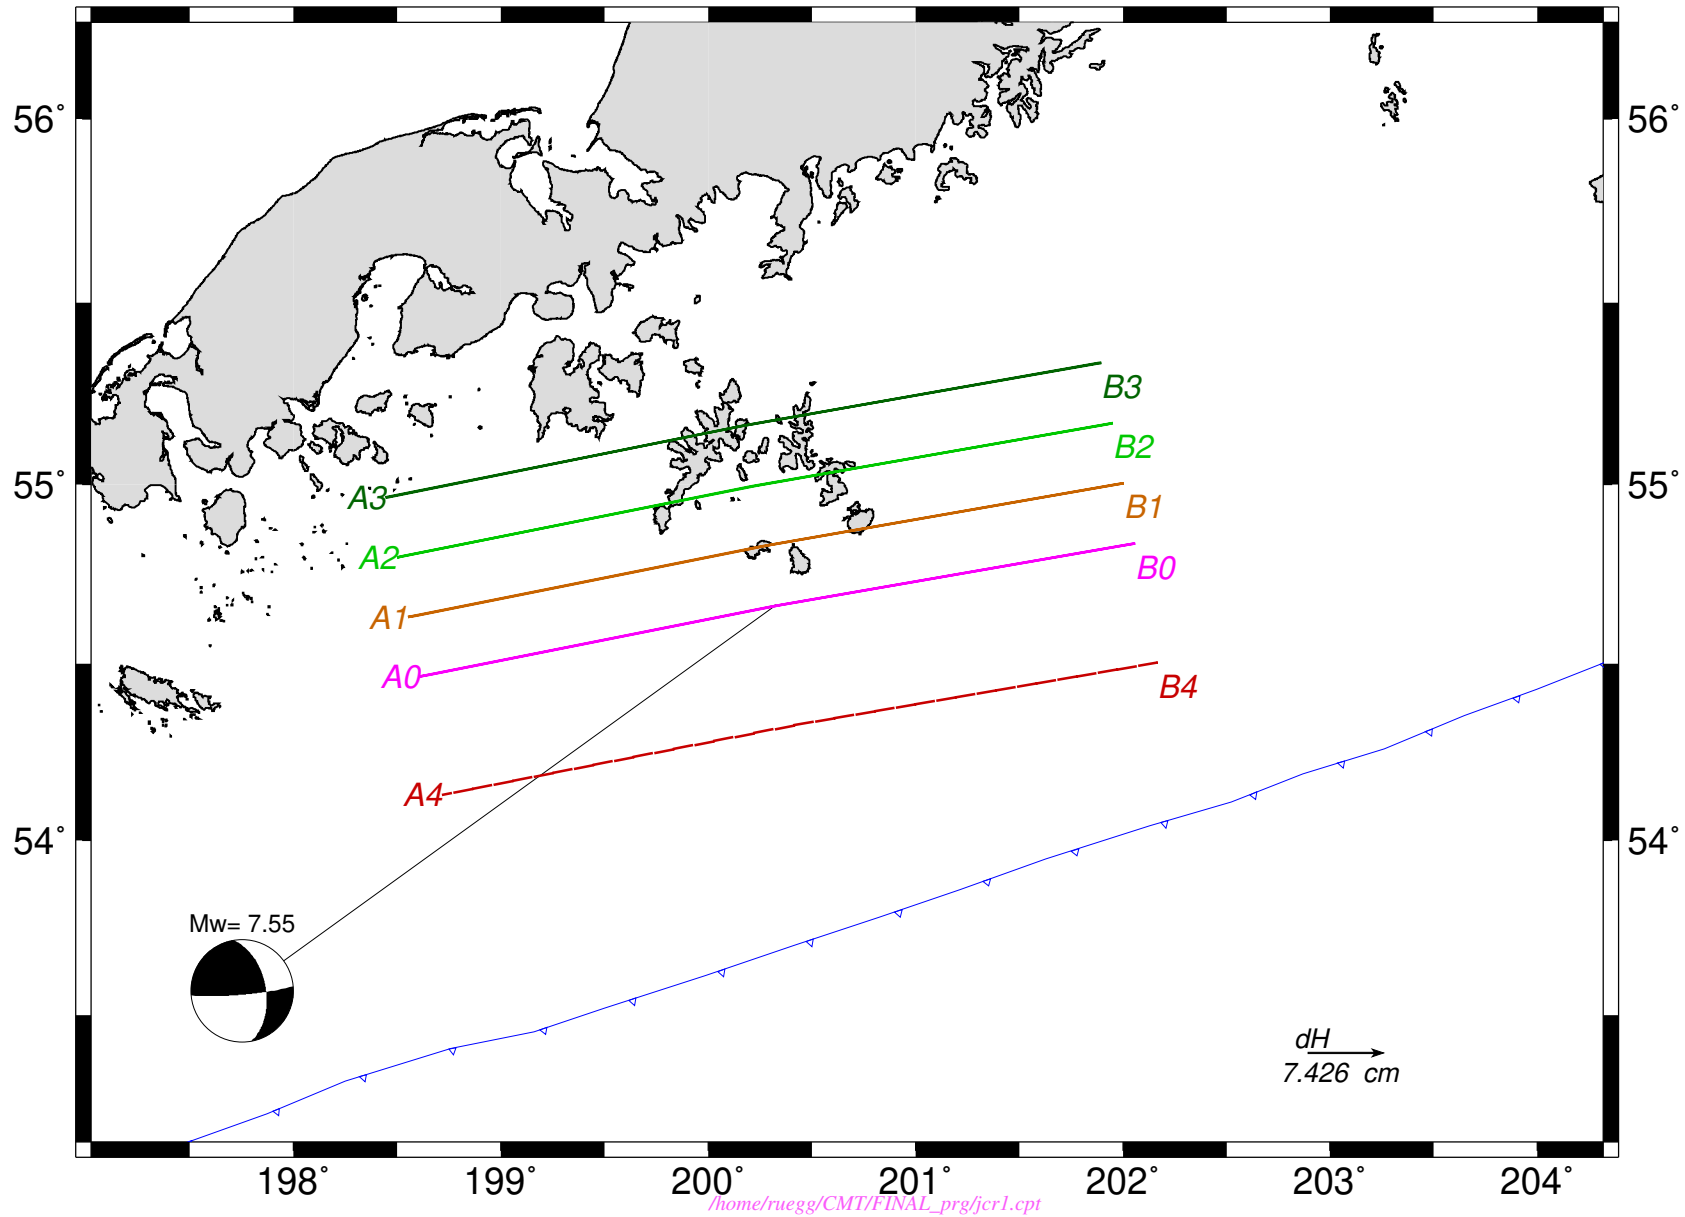 56° 56°
B3
B2
55° A3 55°
B1
A2
B0
A1
A0
B4
A4
54° 54°
Mw= 7.55
dH
7.426 cm
198° 199° 200° 201° 202° 203° 204°
/home/ruegg/CMT/FINAL_prg/jcr1.cpt